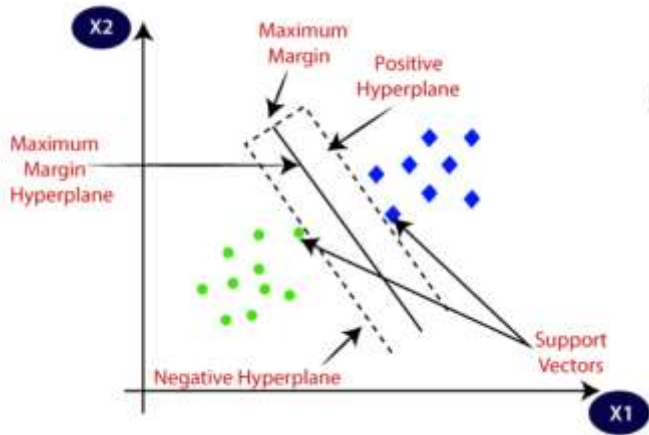 X2
Maximum
Margin
Positive
Hyperplane
Maximum
Margin
Hyperplane
Support
Vectors
Negative Hyperplane
X1